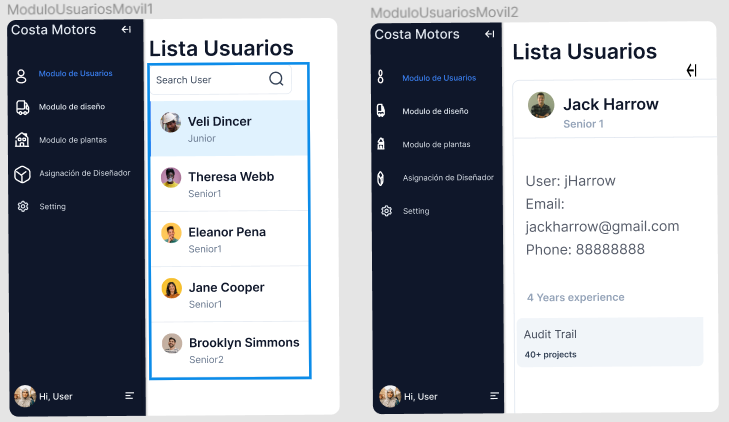 ModuloUsuariosMovil1
Costa Motors
Modulo de Usuarios
Modulo de diseño
Modulo de plantas
Asignación de Diseñador
Setting
Hi, User
Lista Usuarios
Search User
Veli Dincer
Junior
Theresa Webb
Senior1
Eleanor Pena
Senior1
Jane Cooper
Senior1
Brooklyn Simmons
Senior2
ModuloUsuariosMovil2
Costa Motors
Modulo de Usuarios
Modulo de diseño
Modulo de plantas
Asignación de Diseñador
Setting
Hi, User
Lista Usuarios
Jack Harrow
Senior 1
User: jHarrow
Email:
jackharrow@gmail.com
Phone: 88888888
4 Years experience
Audit Trail
40+ projects